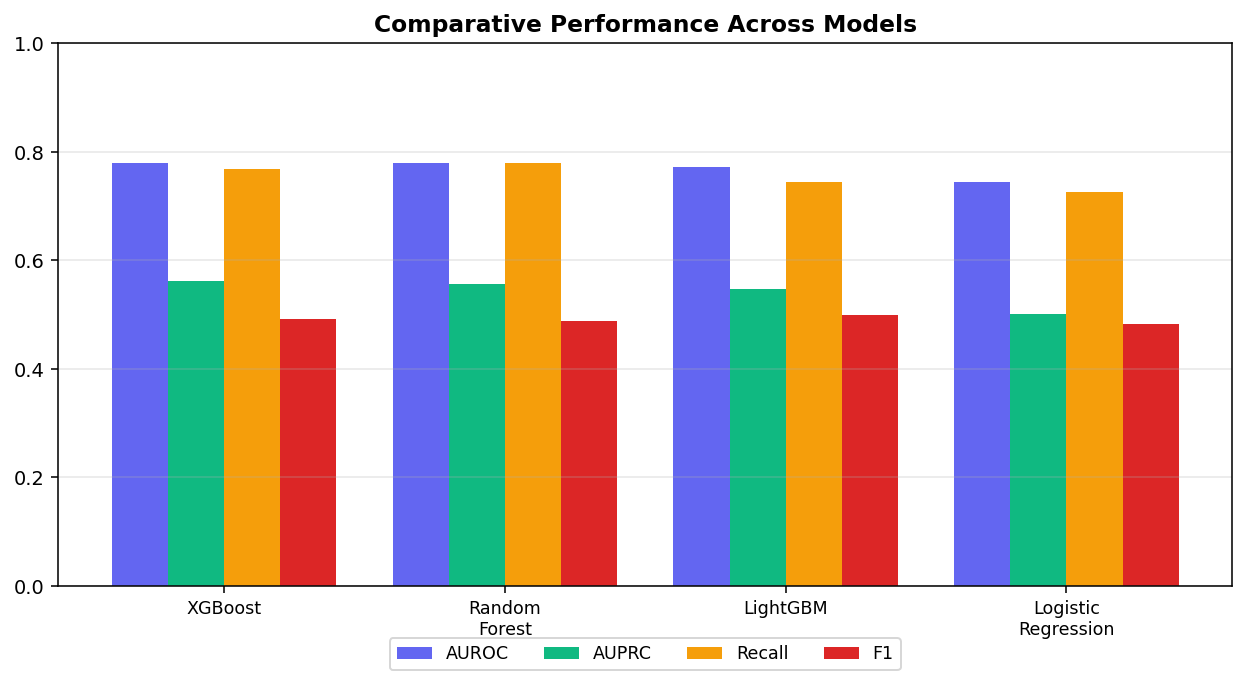 Comparative Performance Across Models
1.0
0.8
0.6
0.4
0.2
0.0
XGBoost
Random
Forest
LightGBM
Logistic
Regression
AUROC
AUPRC
Recall
F1